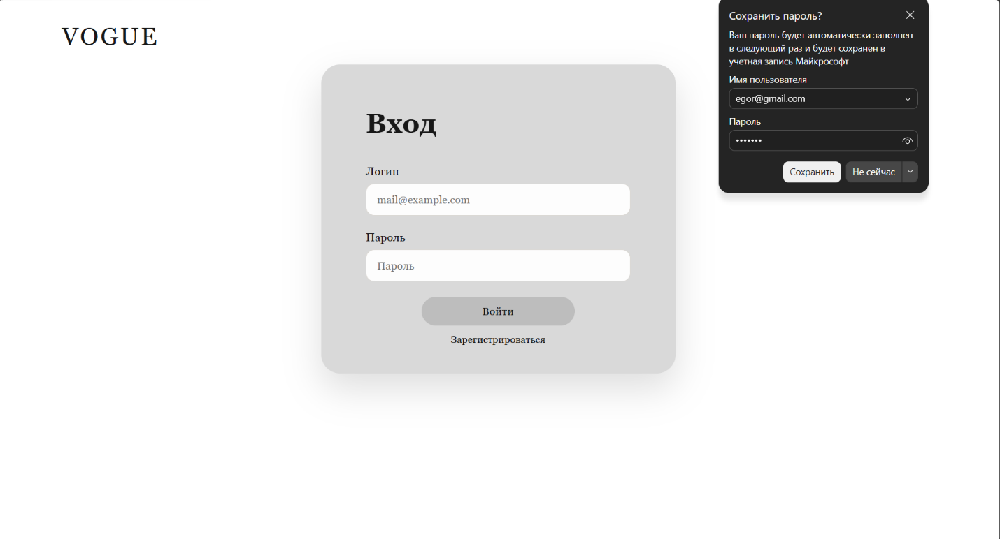 VOGUE
Вход
Логин
mail@example.com
Пароль
Пароль
Войти
Зарегистрироваться
Сохранить пароль?
Ваш пароль будет автоматически заполнен
в следующий раз и будет сохранен в
учетная запись Майкрософт
Имя пользователя
egor@gmail.com
Пароль
•••••••
Сохранить
Не сейчас